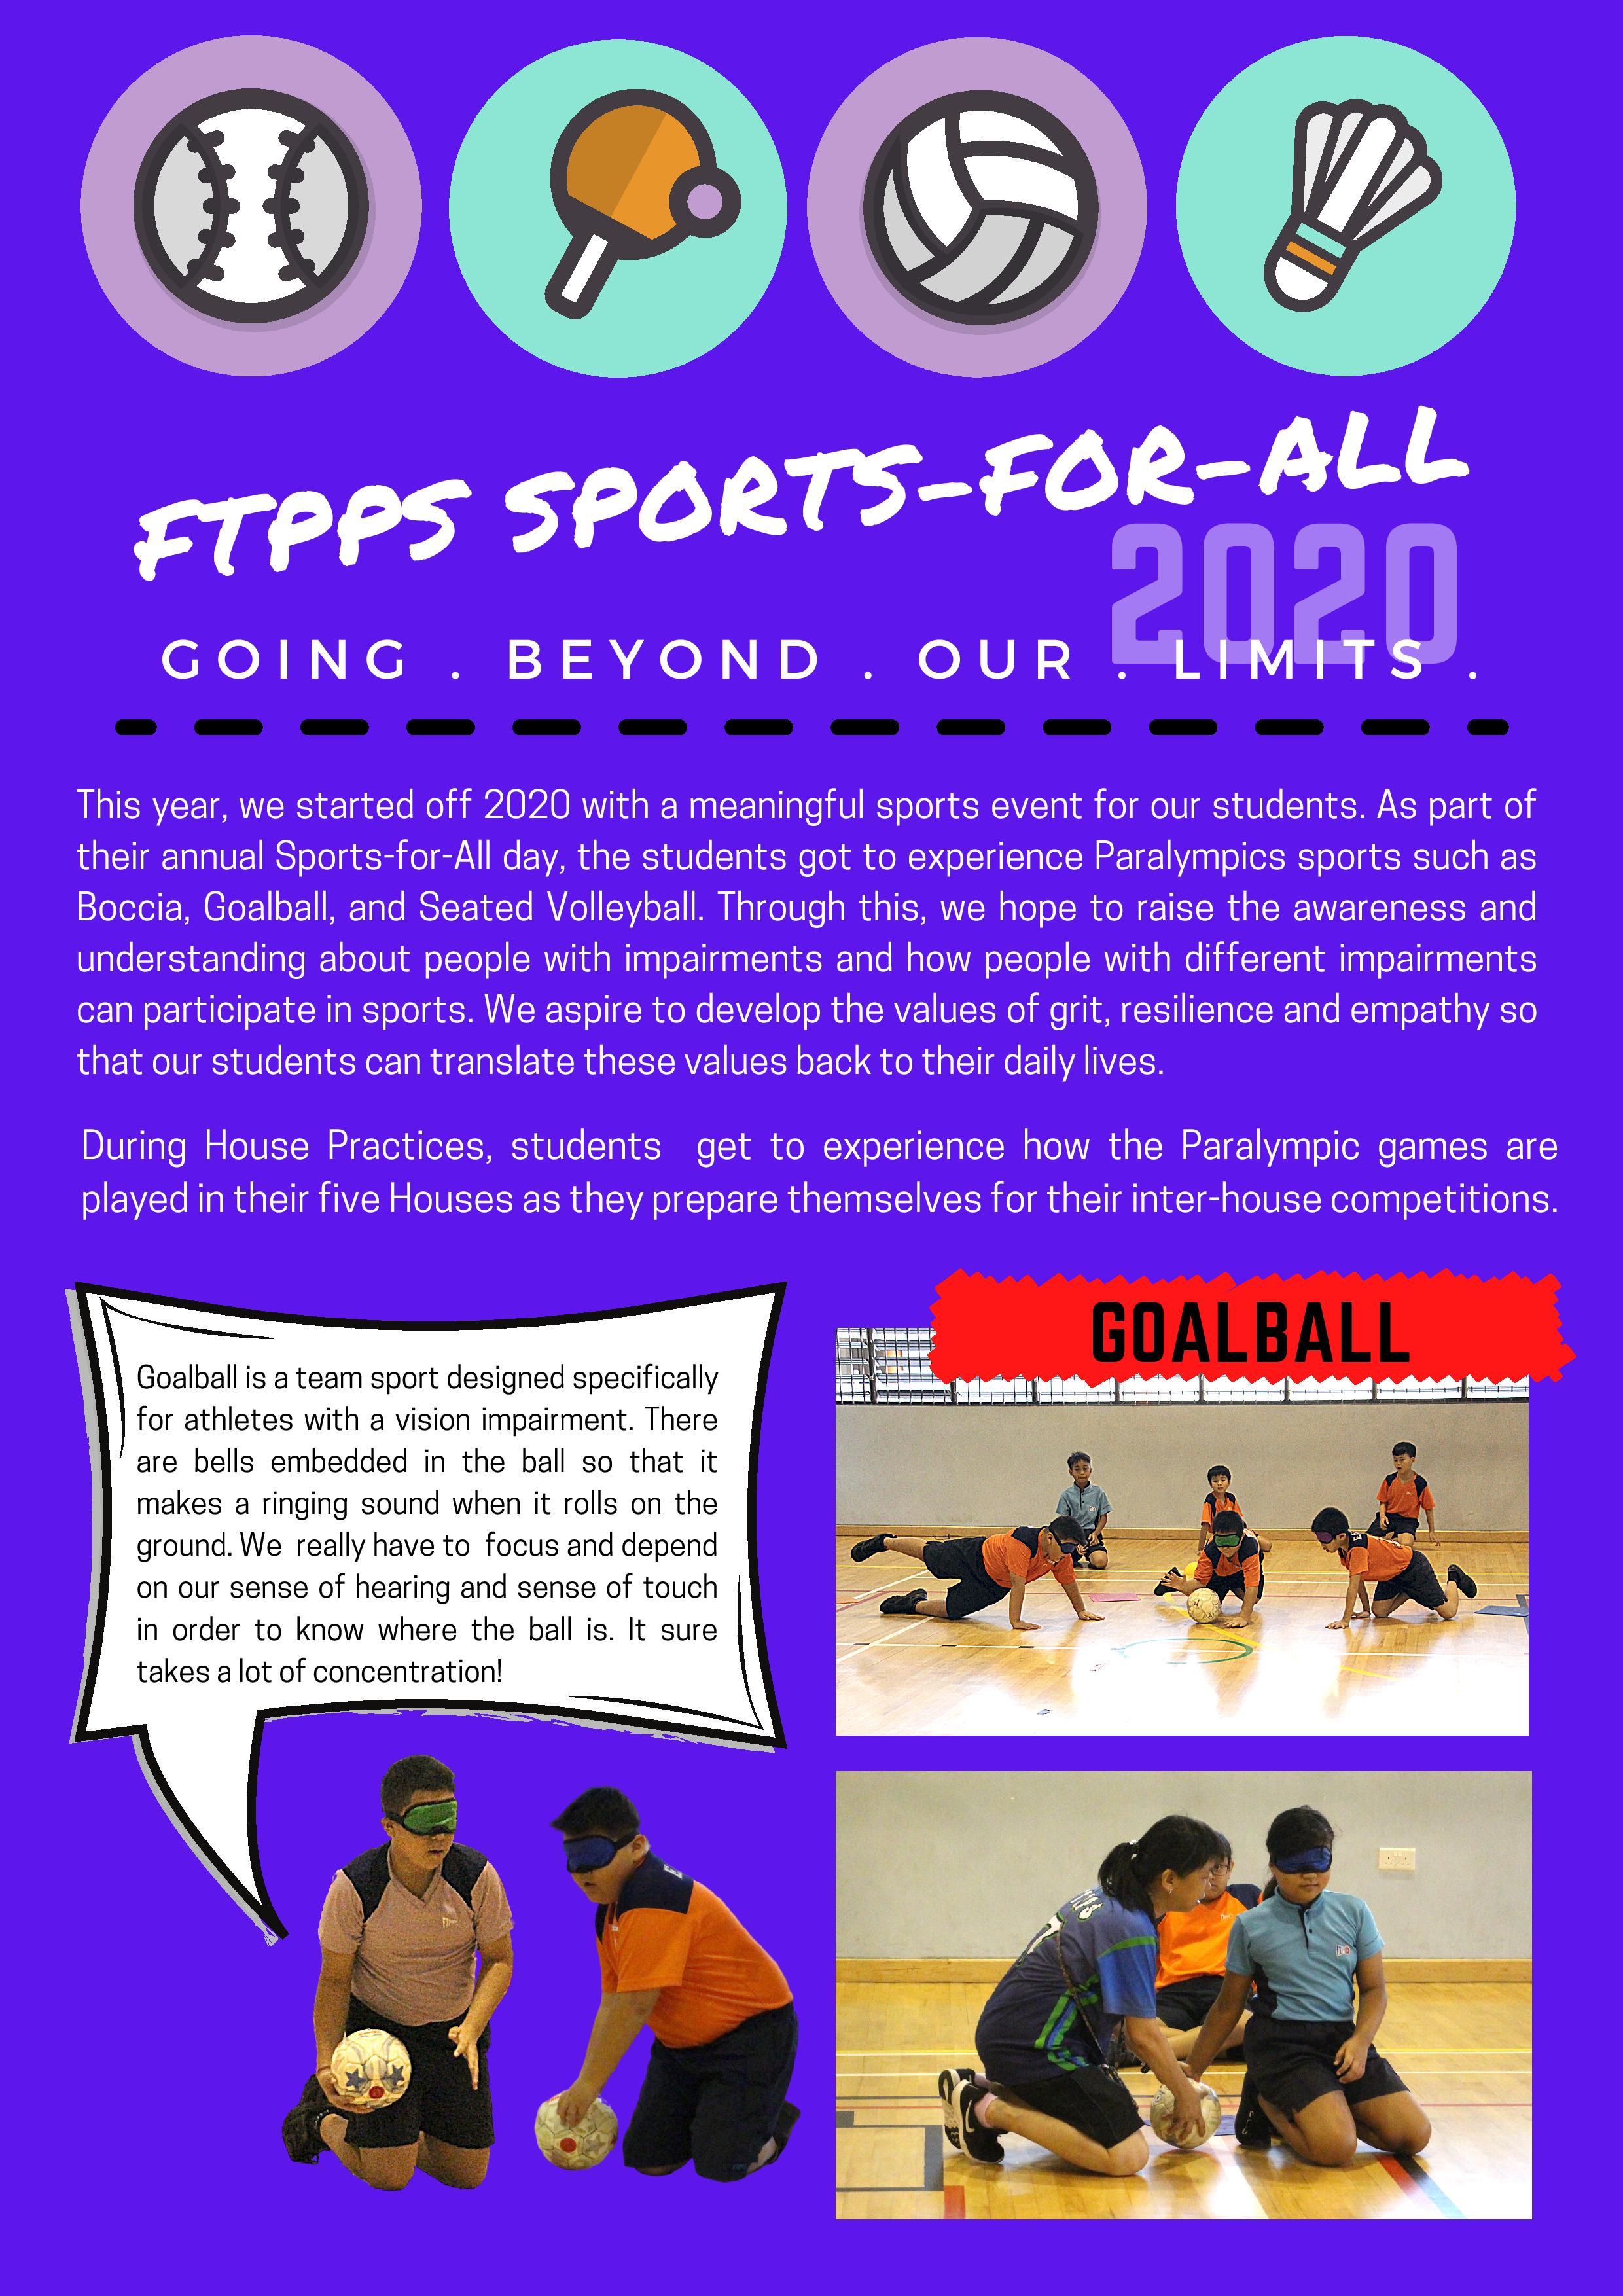 FTPPS SPORTS-FOR-ALL
2020
GOING . BEYOND . OUR . LIMITS .
This year, we started off 2020 with a meaningful sports event for our students. As part of
their annual Sports-for-All day, the students got to experience Paralympics sports such as
Boccia, Goalball, and Seated Volleyball. Through this, we hope to raise the awareness and
understanding about people with impairments and how people with different impairments
can participate in sports. We aspire to develop the values of grit, resilience and empathy so
that our students can translate these values back to their daily lives.
During House Practices, students get to experience how the Paralympic games are
played in their five Houses as they prepare themselves for their inter-house competitions.
Goalball is a team sport designed specifically
for athletes with a vision impairment. There
are bells embedded in the ball so that it
makes a ringing sound when it rolls on the
ground. We really have to focus and depend
on our sense of hearing and sense of touch
in order to know where the ball is. It sure
takes a lot of concentration!
GOALBALL